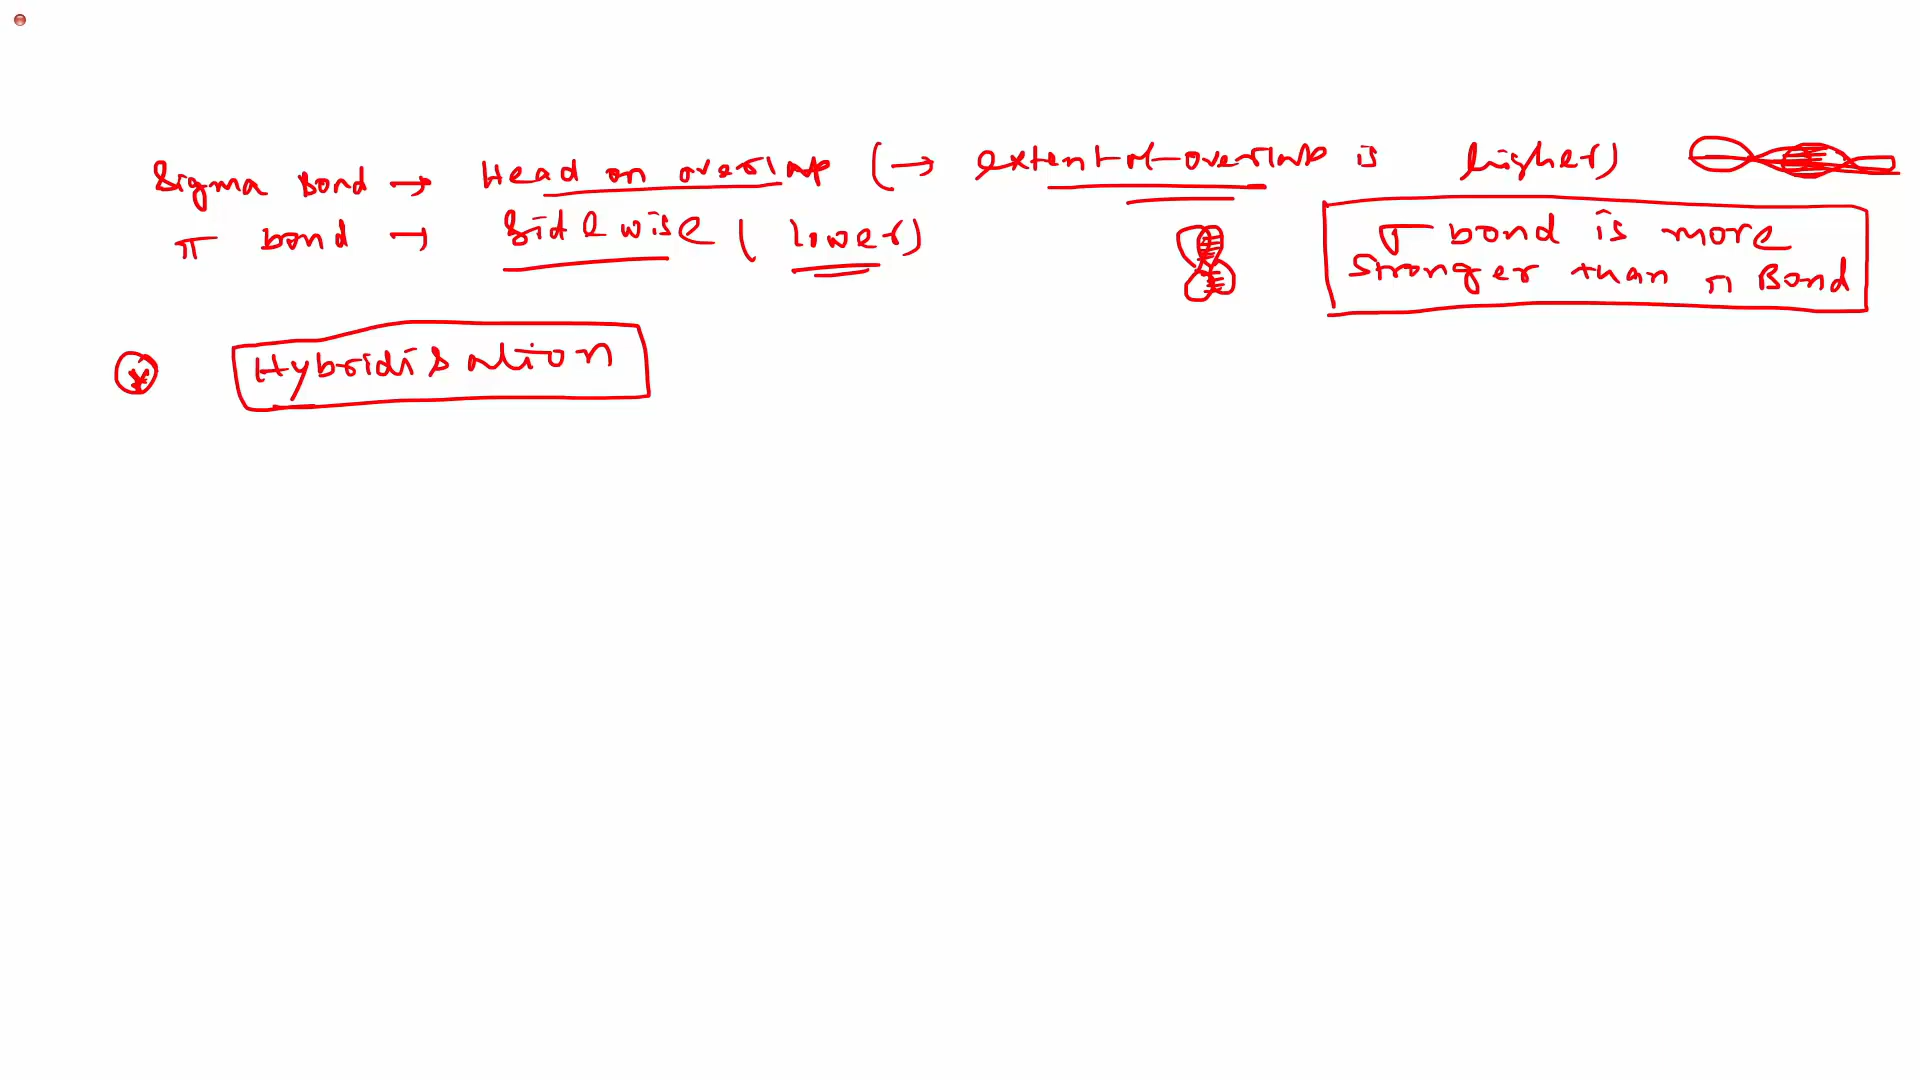 Sigma Bond → Head on overlap (→ extent of overlap is higher)
π bond → Sidewise (lower)
σ bond is more
stronger than π Bond
Hybridisation